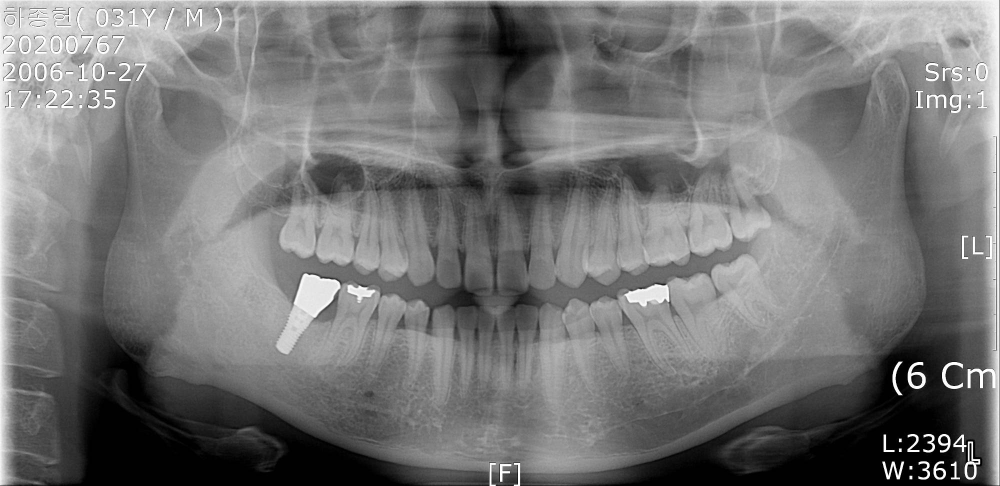 하종헌( 031Y / M )
20200767
2006-10-27
17:22:35
Srs:0
Img:1
[L]
(6 Cm
L:2394
L
W:3610
[F]